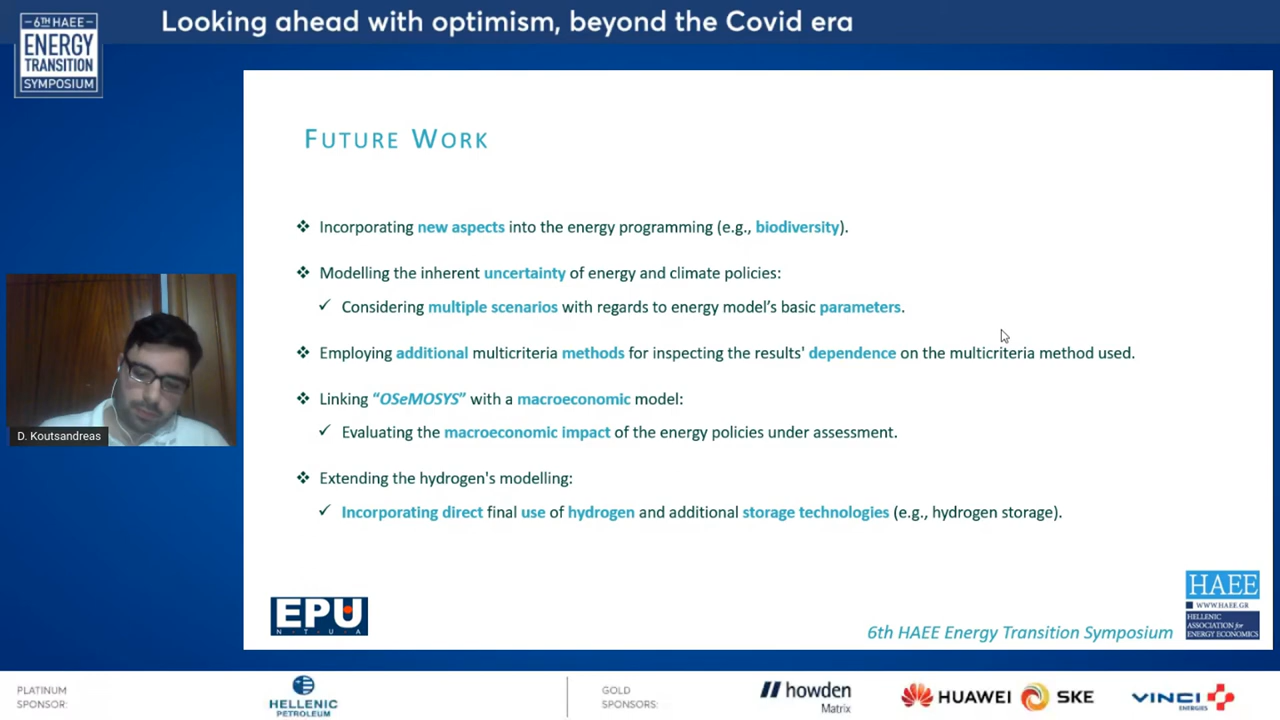 Looking ahead with optimism, beyond the Covid era
6TH HAEE
ENERGY
TRANSITION
SYMPOSIUM
FUTURE WORK
❖ Incorporating new aspects into the energy programming (e.g., biodiversity).
❖ Modelling the inherent uncertainty of energy and climate policies:
✓ Considering multiple scenarios with regards to energy model's basic parameters.
❖ Employing additional multicriteria methods for inspecting the results' dependence on the multicriteria method used.
❖ Linking “OSeMOSYS” with a macroeconomic model:
✓ Evaluating the macroeconomic impact of the energy policies under assessment.
❖ Extending the hydrogen's modelling:
✓ Incorporating direct final use of hydrogen and additional storage technologies (e.g., hydrogen storage).
D. Koutsandreas
EPU
NTUA
6th HAEE Energy Transition Symposium
HAEE
WWW.HAEE.GR
HELLENIC
ASSOCIATION for
ENERGY ECONOMICS
PLATINUM
SPONSOR:
HELLENIC
PETROLEUM
GOLD
SPONSORS:
howden
Matrix
HUAWEI
SKE
VINCI
ENERGIES